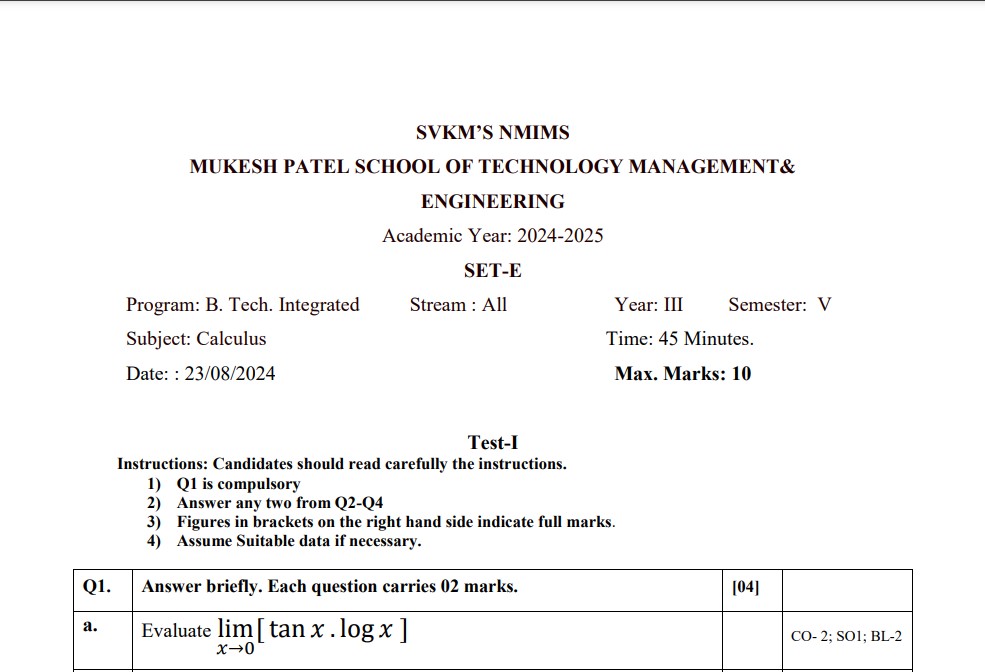 SVKM'S NMIMS
MUKESH PATEL SCHOOL OF TECHNOLOGY MANAGEMENT&
ENGINEERING
Academic Year: 2024-2025
SET-E
Program: B. Tech. Integrated Stream : All Year: III Semester: V
Subject: Calculus Time: 45 Minutes.
Date: : 23/08/2024 Max. Marks: 10
Test-I
Instructions: Candidates should read carefully the instructions.
1) Q1 is compulsory
2) Answer any two from Q2-Q4
3) Figures in brackets on the right hand side indicate full marks.
4) Assume Suitable data if necessary.
Q1. Answer briefly. Each question carries 02 marks. [04]
a. Evaluate lim [ tan x . log x ] CO- 2; SO1; BL-2
x→0